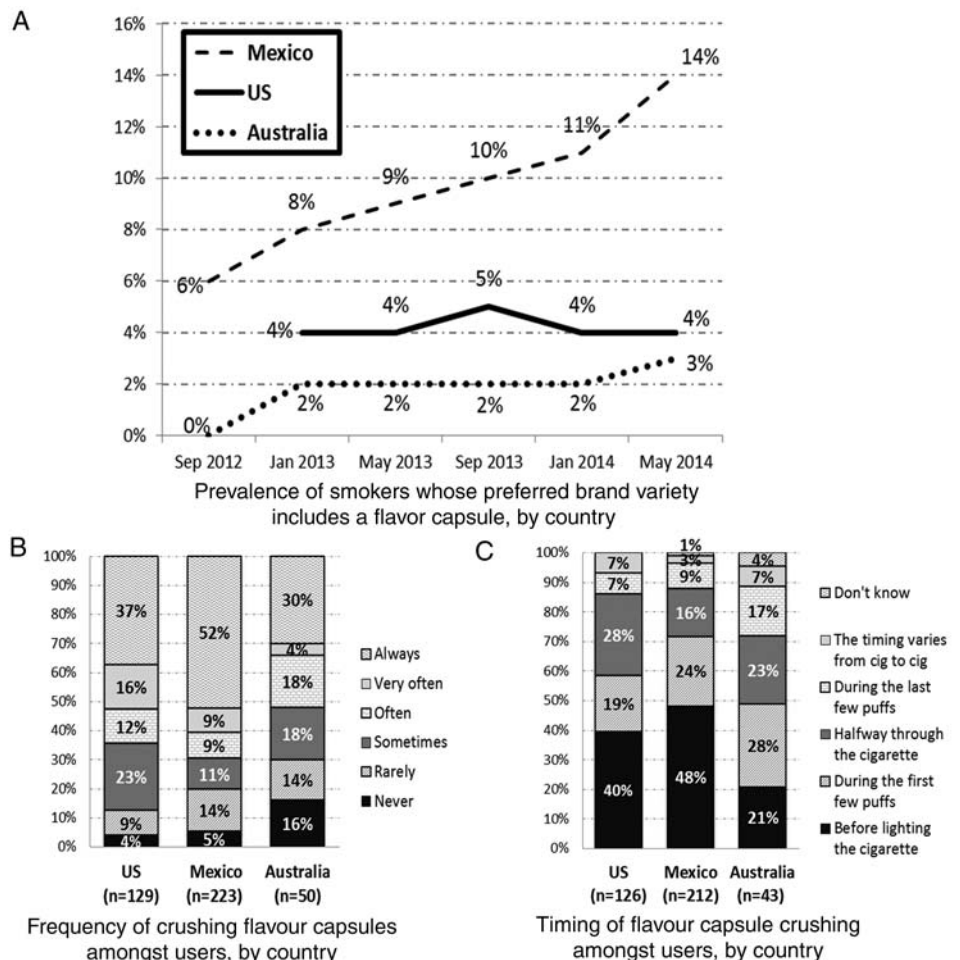 A
16%
14%
12%
10%
8%
6%
4%
2%
0%
Mexico
US
Australia
6%
8%
9%
10%
11%
14%
4%
4%
5%
4%
4%
0%
2%
2%
2%
2%
3%
Sep 2012 Jan 2013 May 2013 Sep 2013 Jan 2014 May 2014
Prevalence of smokers whose preferred brand variety
includes a flavor capsule, by country
B
100%
90%
80%
70%
60%
50%
40%
30%
20%
10%
0%
37%
16%
12%
23%
9%
4%
52%
9%
9%
11%
14%
5%
30%
4%
18%
18%
14%
16%
US Mexico Australia
(n=129) (n=223) (n=50)
Always
Very often
Often
Sometimes
Rarely
Never
Frequency of crushing flavour capsules
amongst users, by country
C
100%
90%
80%
70%
60%
50%
40%
30%
20%
10%
0%
7%
7%
28%
19%
40%
1%
3%
9%
16%
24%
48%
4%
7%
17%
23%
28%
21%
US Mexico Australia
(n=126) (n=212) (n=43)
Don't know
The timing varies
from cig to cig
During the last
few puffs
Halfway through
the cigarette
During the first
few puffs
Before lighting
the cigarette
Timing of flavour capsule crushing
amongst users, by country